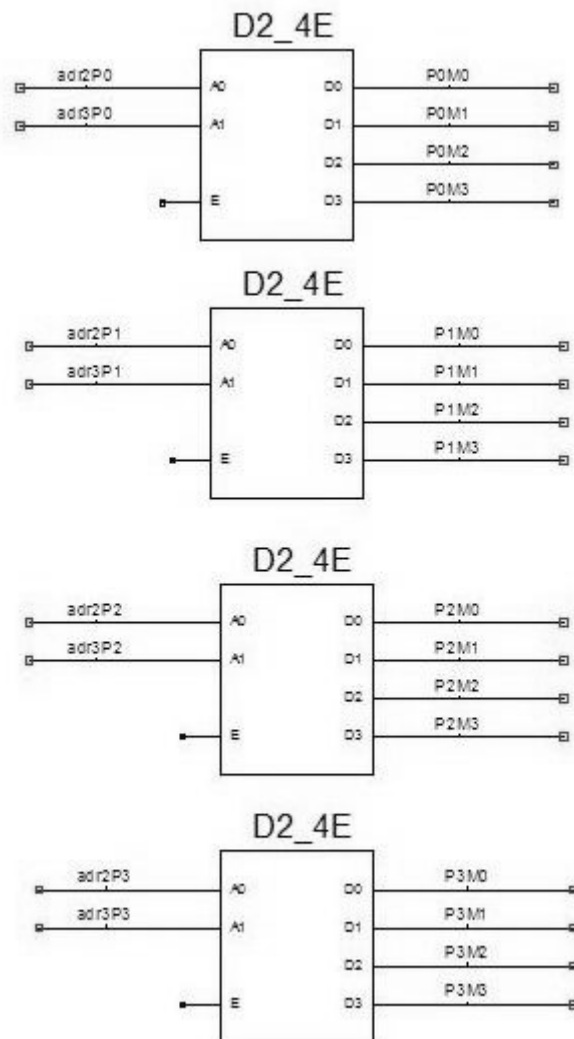 D2_4E
adr2P0 A0 D0 P0M0
adr3P0 A1 D1 P0M1
D2 P0M2
E D3 P0M3
D2_4E
adr2P1 A0 D0 P1M0
adr3P1 A1 D1 P1M1
D2 P1M2
E D3 P1M3
D2_4E
adr2P2 A0 D0 P2M0
adr3P2 A1 D1 P2M1
D2 P2M2
E D3 P2M3
D2_4E
adr2P3 A0 D0 P3M0
adr3P3 A1 D1 P3M1
D2 P3M2
E D3 P3M3